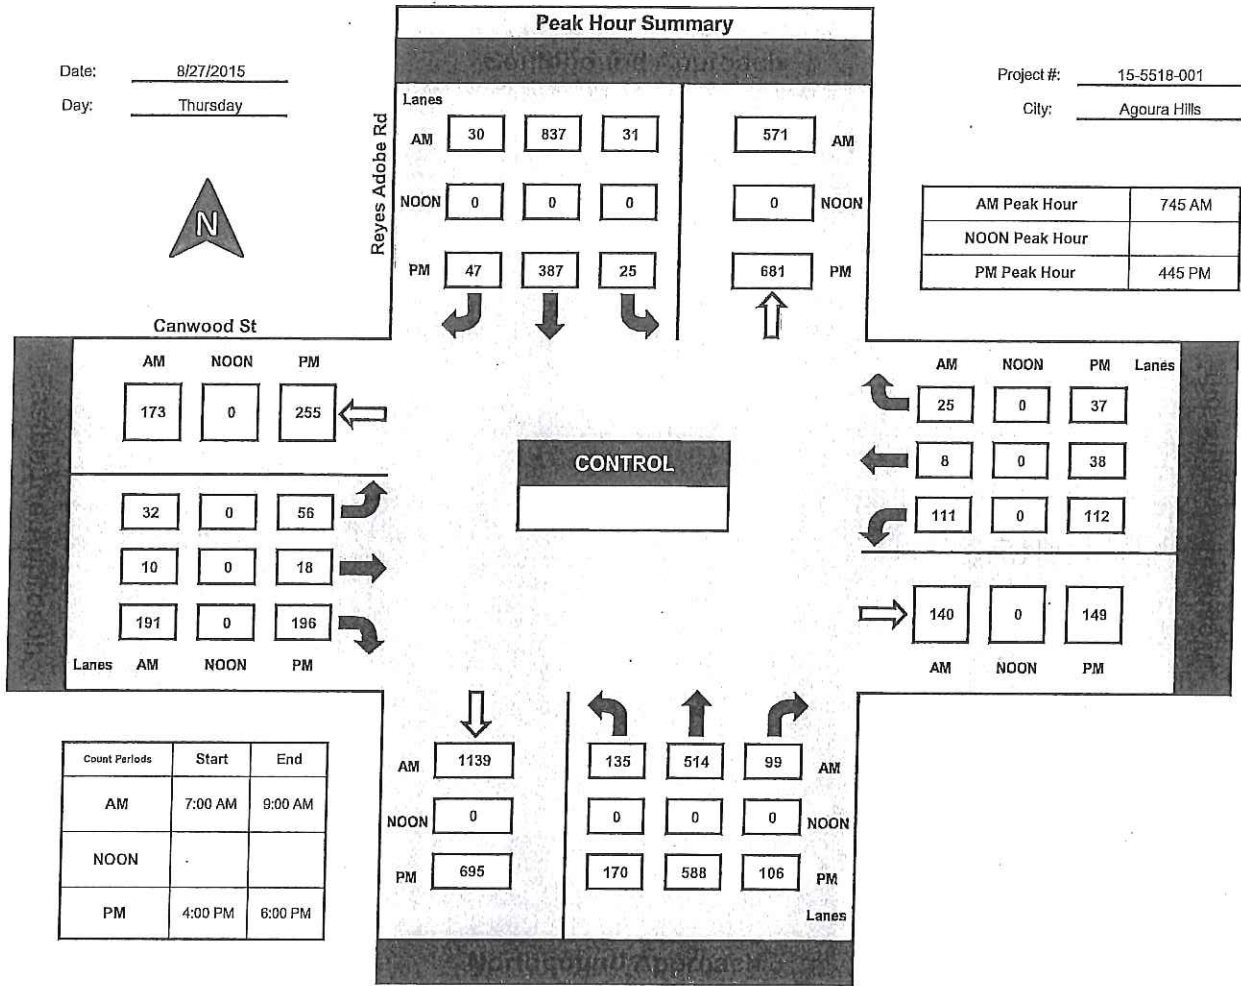 Peak Hour Summary
Date: 8/27/2015
Day: Thursday
Project #: 15-5518-001
City: Agoura Hills
N
Reyes Adobe Rd
Lanes
AM 30 837 31 571 AM
NOON 0 0 0 0 NOON
PM 47 387 25 681 PM
AM Peak Hour 745 AM
NOON Peak Hour
PM Peak Hour 445 PM
Canwood St
AM NOON PM
173 0 255
32 0 56
10 0 18
191 0 196
Lanes AM NOON PM
CONTROL
AM NOON PM Lanes
25 0 37
8 0 38
111 0 112
140 0 149
AM NOON PM
AM 1139 135 514 99 AM
NOON 0 0 0 0 NOON
PM 695 170 588 106 PM
Lanes
Count Periods Start End
AM 7:00 AM 9:00 AM
NOON
PM 4:00 PM 6:00 PM
Northbound Approach